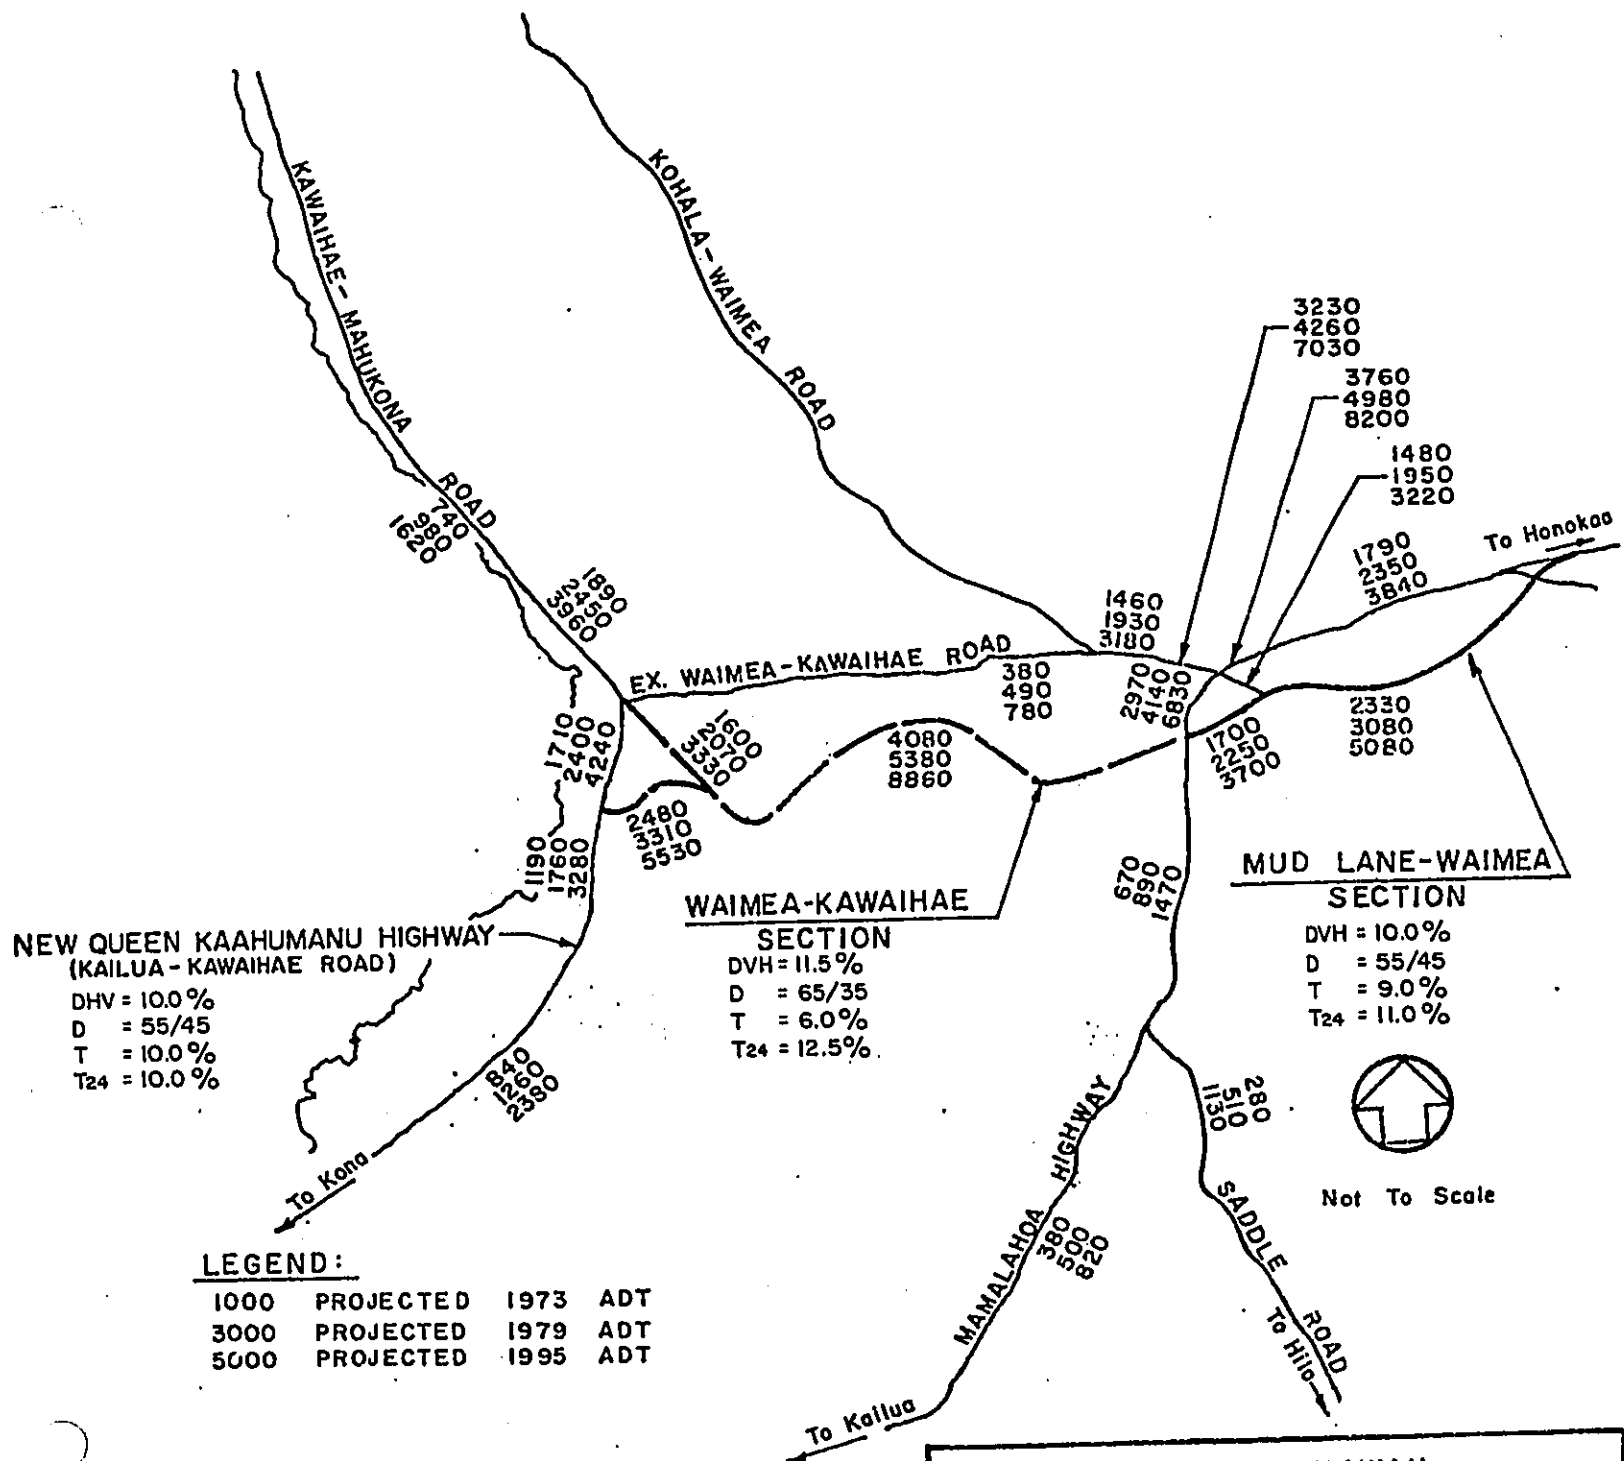 KAWAIHAE - MAHUKONA ROAD
740
980
1620
KOHALA - WAIMEA ROAD
3230
4260
7030
3760
4980
8200
1480
1950
3220
To Honokaa
1790
2350
3840
1890
2450
3960
1460
1930
3180
EX. WAIMEA-KAWAIHAE ROAD
380
490
780
2970
4140
6830
1710
2400
4240
1600
2070
3330
4080
5380
8860
1700
2250
3700
2330
3080
5080
2480
3310
5530
1190
1760
3280
670
890
1470
MUD LANE-WAIMEA
SECTION
DVH = 10.0%
D = 55/45
T = 9.0%
T24 = 11.0%
WAIMEA-KAWAIHAE
SECTION
DVH = 11.5%
D = 65/35
T = 6.0%
T24 = 12.5%
NEW QUEEN KAAHUMANU HIGHWAY
(KAILUA - KAWAIHAE ROAD)
DHV = 10.0%
D = 55/45
T = 10.0%
T24 = 10.0%
840
1260
2380
To Kona
280
510
1130
Not To Scale
MAMALAHOA HIGHWAY
380
500
820
SADDLE ROAD
To Hilo
To Kailua
LEGEND:
1000 PROJECTED 1973 ADT
3000 PROJECTED 1979 ADT
5000 PROJECTED 1995 ADT